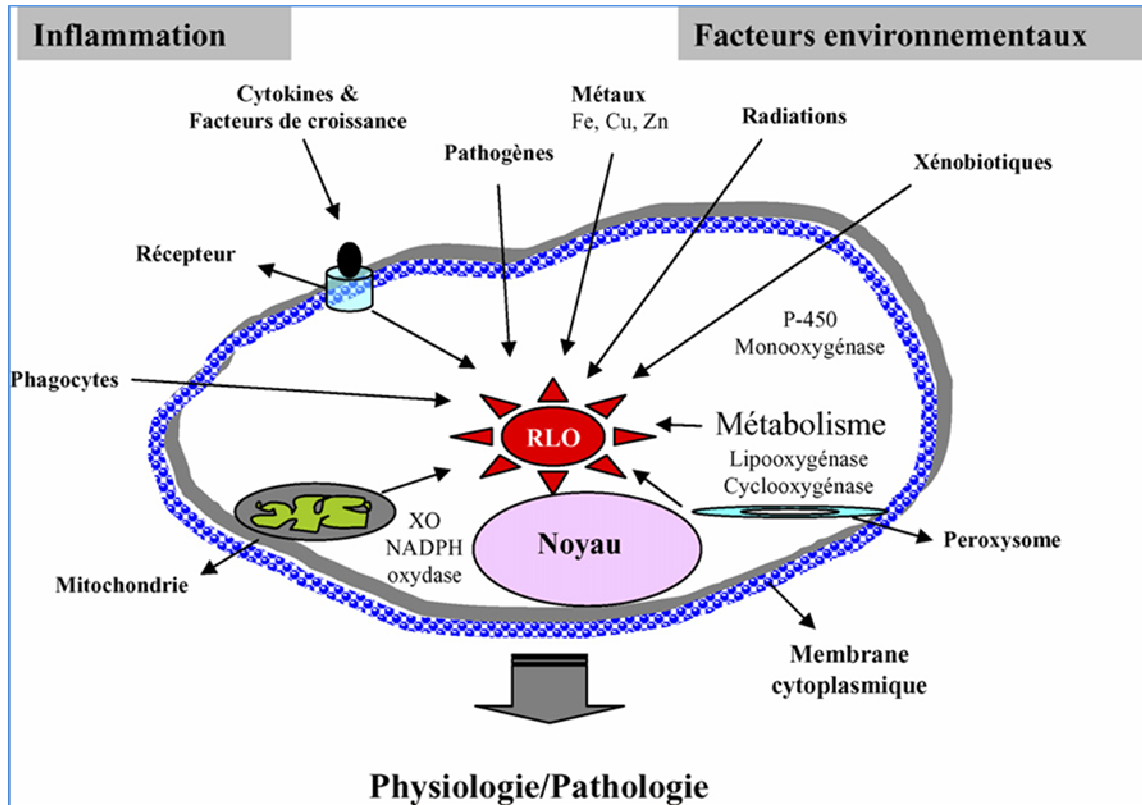 Inflammation
Facteurs environnementaux
Cytokines &
Facteurs de croissance
Métaux
Fe, Cu, Zn
Radiations
Pathogènes
Xénobiotiques
Récepteur
P-450
Monooxygénase
Phagocytes
RLO
Métabolisme
Lipooxygénase
Cyclooxygénase
XO
NADPH
oxydase
Noyau
Peroxysome
Mitochondrie
Membrane
cytoplasmique
Physiologie/Pathologie